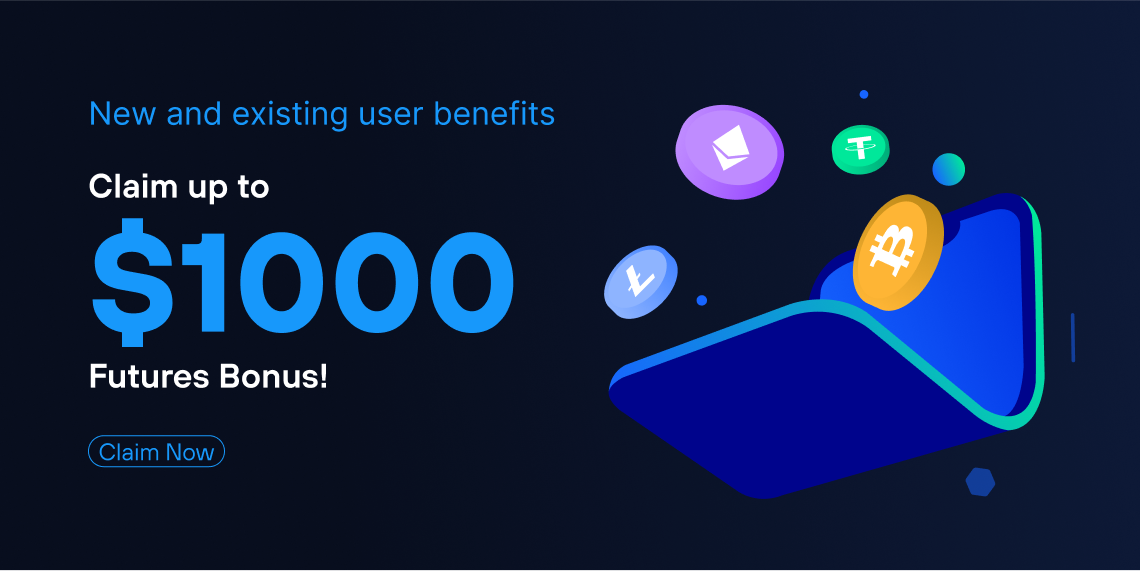 New and existing user benefits
Claim up to
$1000
Futures Bonus!
Claim Now